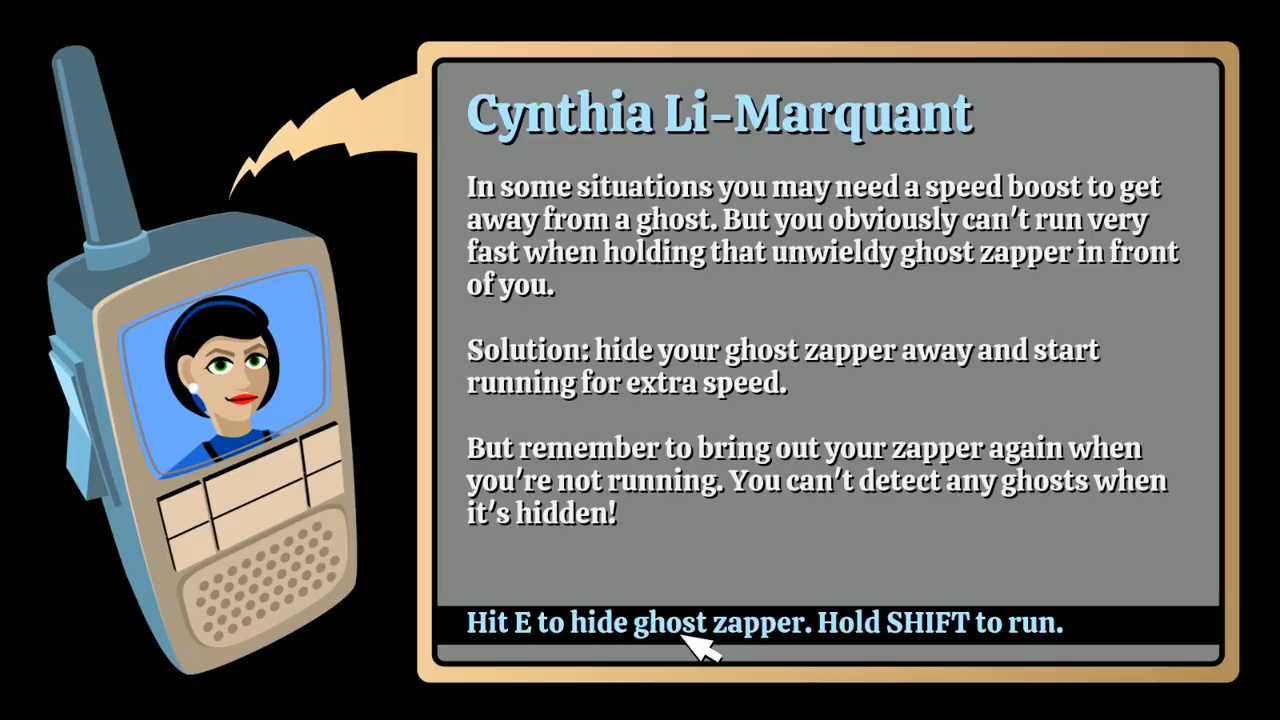 Cynthia Li-Marquant
In some situations you may need a speed boost to get
away from a ghost. But you obviously can't run very
fast when holding that unwieldy ghost zapper in front
of you.
Solution: hide your ghost zapper away and start
running for extra speed.
But remember to bring out your zapper again when
you're not running. You can't detect any ghosts when
it's hidden!
Hit E to hide ghost zapper. Hold SHIFT to run.